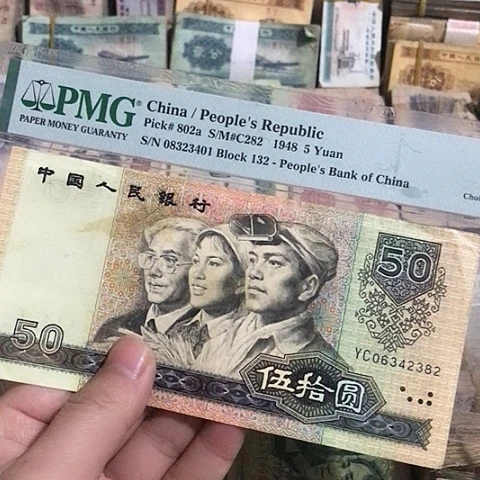 PMG
PAPER MONEY GUARANTY
China / People's Republic
Pick# 802a S/M#C282 1948 5 Yuan
S/N 08323401 Block 132 - People's Bank of China
Choi
中国人民银行
50
50
YC06342382
伍拾圆